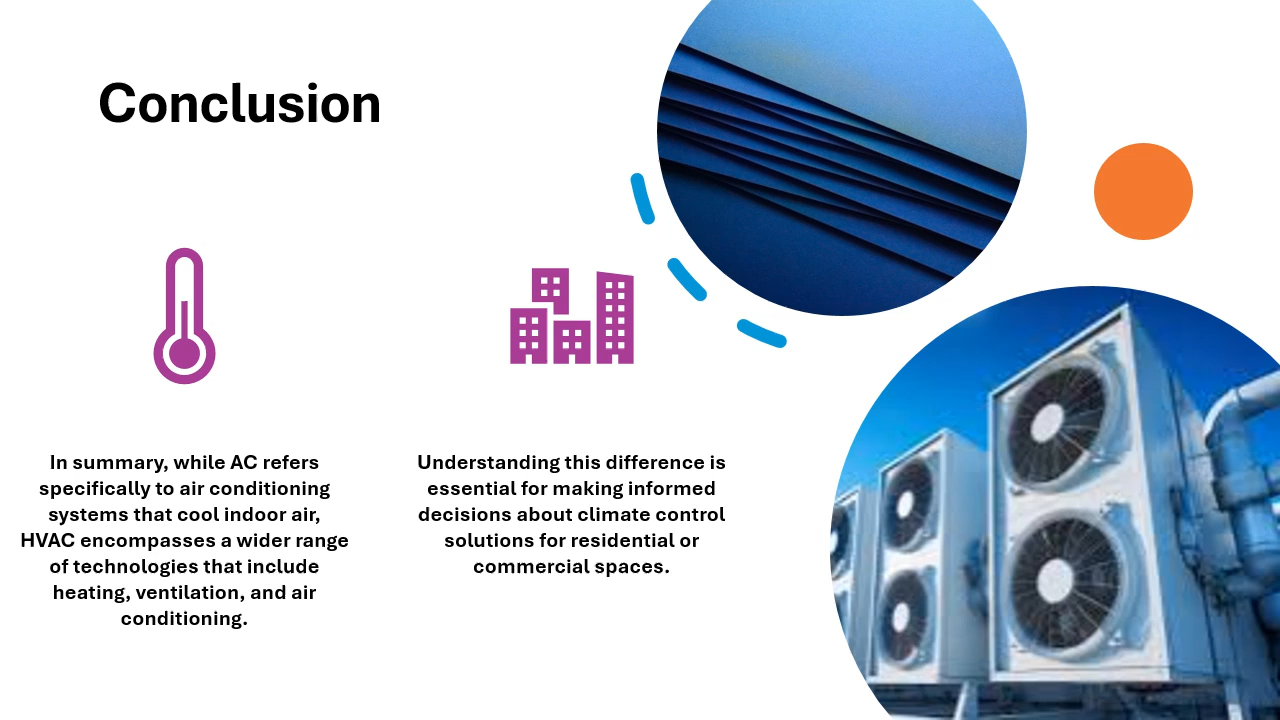 Conclusion
In summary, while AC refers
specifically to air conditioning
systems that cool indoor air,
HVAC encompasses a wider range
of technologies that include
heating, ventilation, and air
conditioning.
Understanding this difference is
essential for making informed
decisions about climate control
solutions for residential or
commercial spaces.